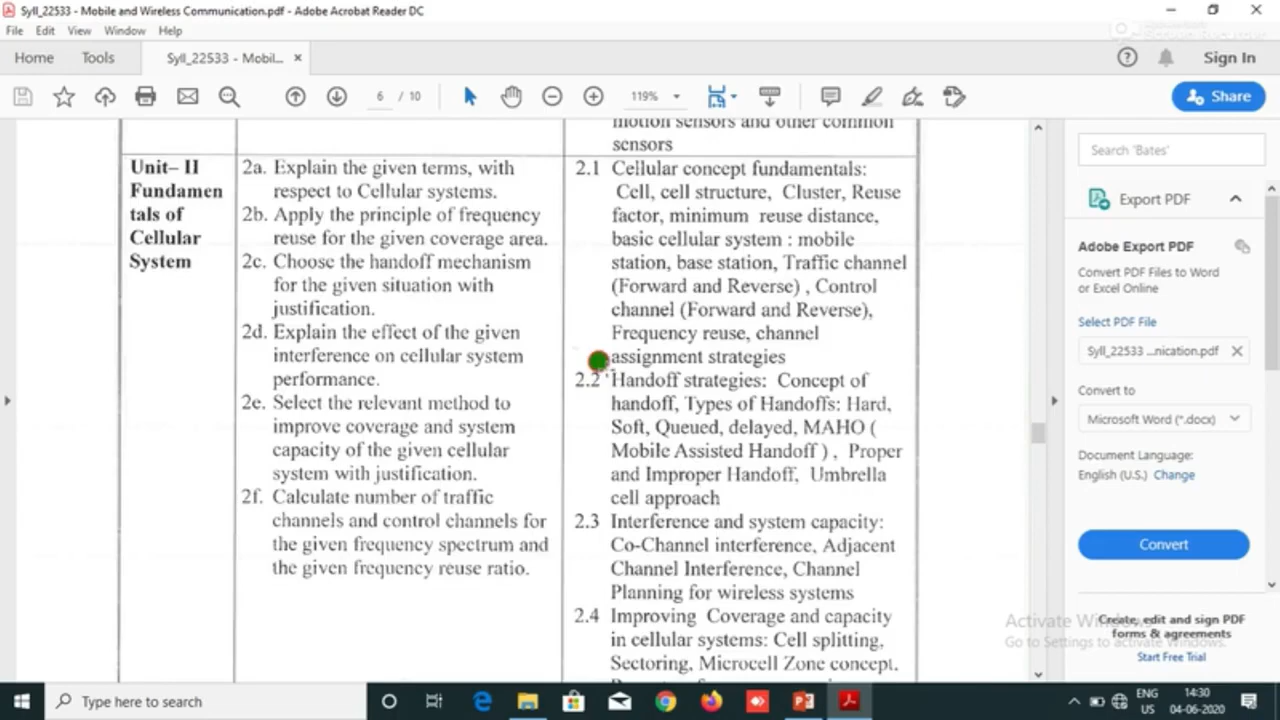 Syll_22533 - Mobile and Wireless Communication.pdf - Adobe Acrobat Reader DC
File Edit View Window Help
Home Tools Syll_22533 - Mobil... × Sign In
6 / 10 119% Share
motion sensors and other common
sensors
Unit– II
Fundamen
tals of
Cellular
System
2a. Explain the given terms, with
respect to Cellular systems.
2b. Apply the principle of frequency
reuse for the given coverage area.
2c. Choose the handoff mechanism
for the given situation with
justification.
2d. Explain the effect of the given
interference on cellular system
performance.
2e. Select the relevant method to
improve coverage and system
capacity of the given cellular
system with justification.
2f. Calculate number of traffic
channels and control channels for
the given frequency spectrum and
the given frequency reuse ratio.
2.1 Cellular concept fundamentals:
Cell, cell structure, Cluster, Reuse
factor, minimum reuse distance,
basic cellular system : mobile
station, base station, Traffic channel
(Forward and Reverse) , Control
channel (Forward and Reverse),
Frequency reuse, channel
assignment strategies
2.2 Handoff strategies: Concept of
handoff, Types of Handoffs: Hard,
Soft, Queued, delayed, MAHO (
Mobile Assisted Handoff ) , Proper
and Improper Handoff, Umbrella
cell approach
2.3 Interference and system capacity:
Co-Channel interference, Adjacent
Channel Interference, Channel
Planning for wireless systems
2.4 Improving Coverage and capacity
in cellular systems: Cell splitting,
Sectoring, Microcell Zone concept.
Search 'Bates'
Export PDF
Adobe Export PDF
Convert PDF Files to Word
or Excel Online
Select PDF File
Syll_22533 ...nication.pdf ×
Convert to
Microsoft Word (*.docx)
Document Language:
English (U.S.) Change
Convert
Create, edit and sign PDF
forms & agreements
Start Free Trial
Activate Windows
Go to Settings to activate Windows.
Type here to search
ENG
US
14:30
04-06-2020